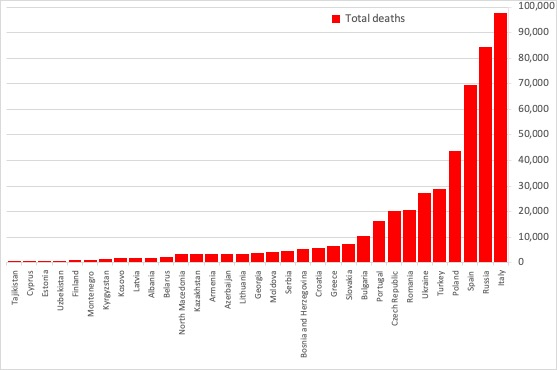 Total deaths
100,000
90,000
80,000
70,000
60,000
50,000
40,000
30,000
20,000
10,000
0
Tajikistan
Cyprus
Estonia
Uzbekistan
Finland
Montenegro
Kyrgyzstan
Kosovo
Latvia
Albania
Belarus
North Macedonia
Kazakhstan
Armenia
Azerbaijan
Lithuania
Georgia
Moldova
Serbia
Bosnia and Herzegovina
Croatia
Greece
Slovakia
Bulgaria
Portugal
Czech Republic
Romania
Ukraine
Turkey
Poland
Spain
Russia
Italy